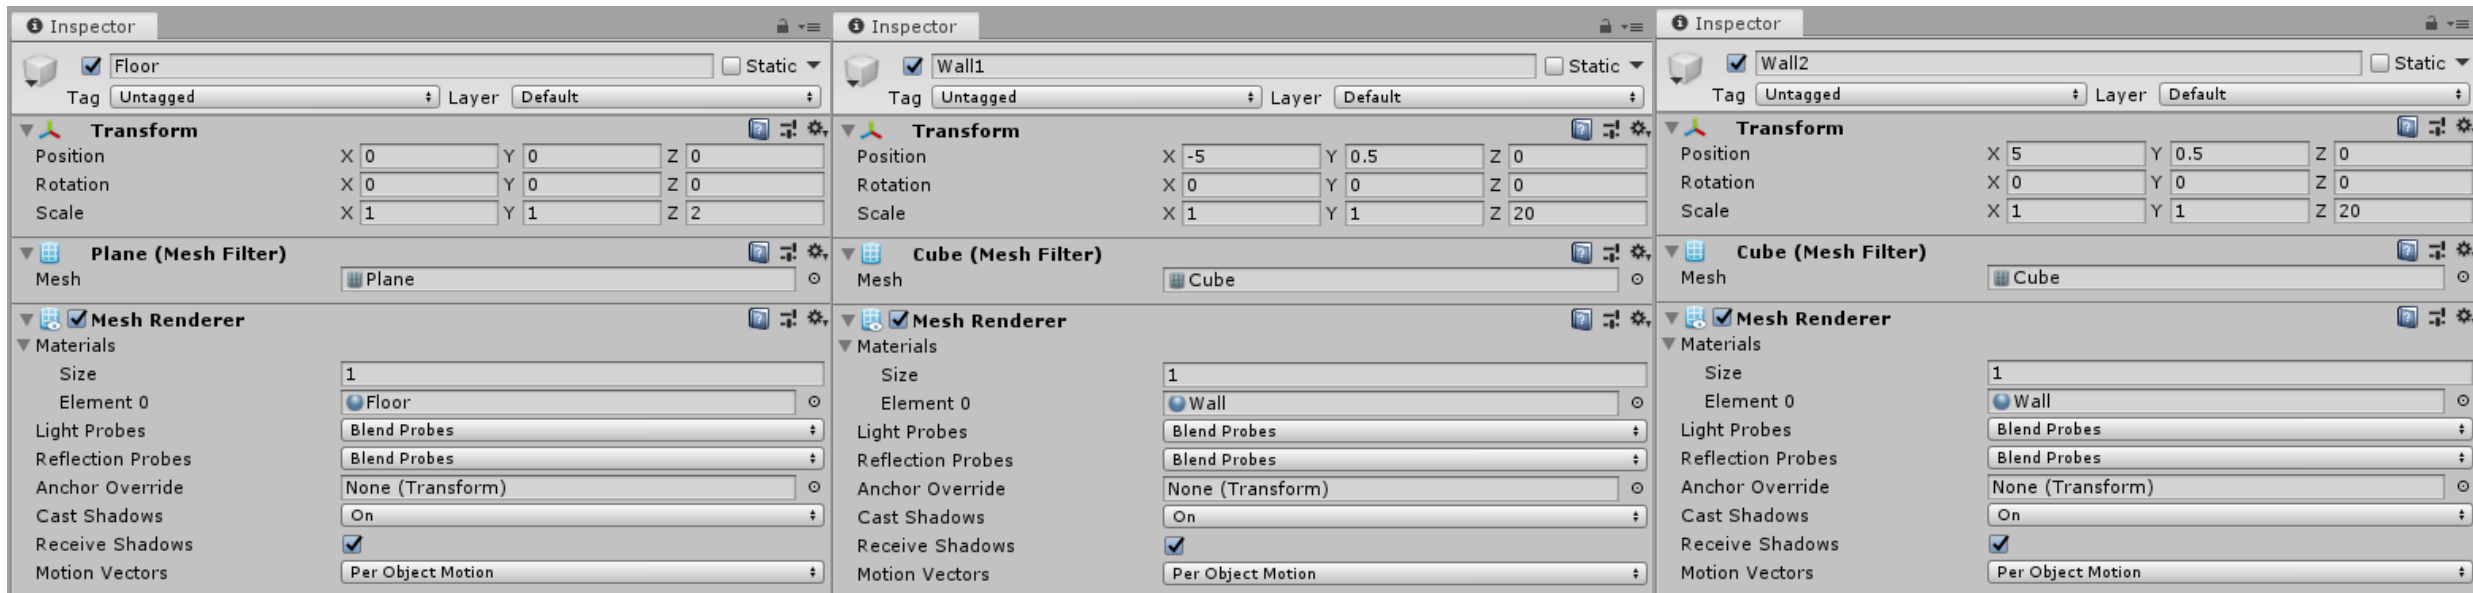 Inspector
Floor Static
Tag Untagged Layer Default
Transform
Position X 0 Y 0 Z 0
Rotation X 0 Y 0 Z 0
Scale X 1 Y 1 Z 2
Plane (Mesh Filter)
Mesh Plane
Mesh Renderer
Materials
Size 1
Element 0 Floor
Light Probes Blend Probes
Reflection Probes Blend Probes
Anchor Override None (Transform)
Cast Shadows On
Receive Shadows
Motion Vectors Per Object Motion
Inspector
Wall1 Static
Tag Untagged Layer Default
Transform
Position X -5 Y 0.5 Z 0
Rotation X 0 Y 0 Z 0
Scale X 1 Y 1 Z 20
Cube (Mesh Filter)
Mesh Cube
Mesh Renderer
Materials
Size 1
Element 0 Wall
Light Probes Blend Probes
Reflection Probes Blend Probes
Anchor Override None (Transform)
Cast Shadows On
Receive Shadows
Motion Vectors Per Object Motion
Inspector
Wall2 Static
Tag Untagged Layer Default
Transform
Position X 5 Y 0.5 Z 0
Rotation X 0 Y 0 Z 0
Scale X 1 Y 1 Z 20
Cube (Mesh Filter)
Mesh Cube
Mesh Renderer
Materials
Size 1
Element 0 Wall
Light Probes Blend Probes
Reflection Probes Blend Probes
Anchor Override None (Transform)
Cast Shadows On
Receive Shadows
Motion Vectors Per Object Motion